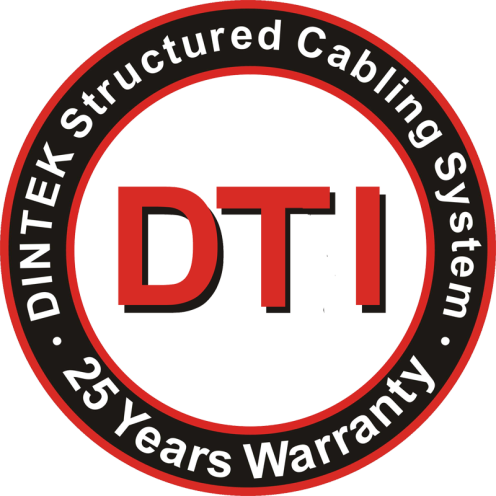 DINTEK Structured Cabling System
DTI
· 25 Years Warranty ·